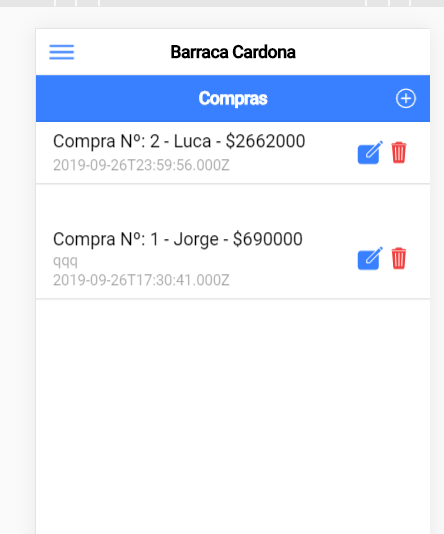 Barraca Cardona
Compras
Compra Nº: 2 - Luca - $2662000
2019-09-26T23:59:56.000Z
Compra Nº: 1 - Jorge - $690000
qqq
2019-09-26T17:30:41.000Z